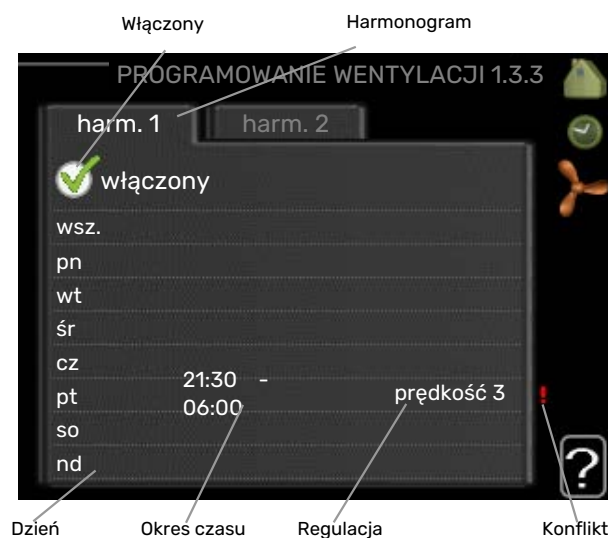 Włączony Harmonogram
PROGRAMOWANIE WENTYLACJI 1.3.3
harm. 1 harm. 2
włączony
wsz.
pn
wt
śr
cz
21:30 -
pt 06:00 prędkość 3 !
so
nd
?
Dzień Okres czasu Regulacja Konflikt